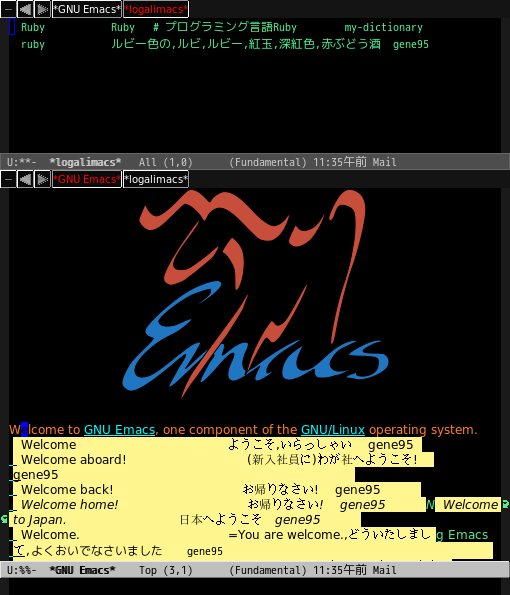 *GNU Emacs* *logalimacs*
Ruby Ruby # プログラミング言語Ruby my-dictionary
ruby ルビー色の,ルビ,ルビー,紅玉,深紅色,赤ぶどう酒 gene95
U:**- *logalimacs* All (1,0) (Fundamental) 11:35午前 Mail
*GNU Emacs* *logalimacs*
Emacs
Welcome to GNU Emacs, one component of the GNU/Linux operating system.
Welcome ようこそ,いらっしゃい gene95
Welcome aboard! (新入社員に)わが社へようこそ!
gene95
Welcome back! お帰りなさい! gene95
Welcome home! お帰りなさい! gene95 N Welcome
to Japan. 日本へようこそ gene95
Welcome. =You are welcome.,どういたしまし g Emacs
て,よくおいでなさいました gene95
U:%%- *GNU Emacs* Top (3,1) (Fundamental) 11:35午前 Mail